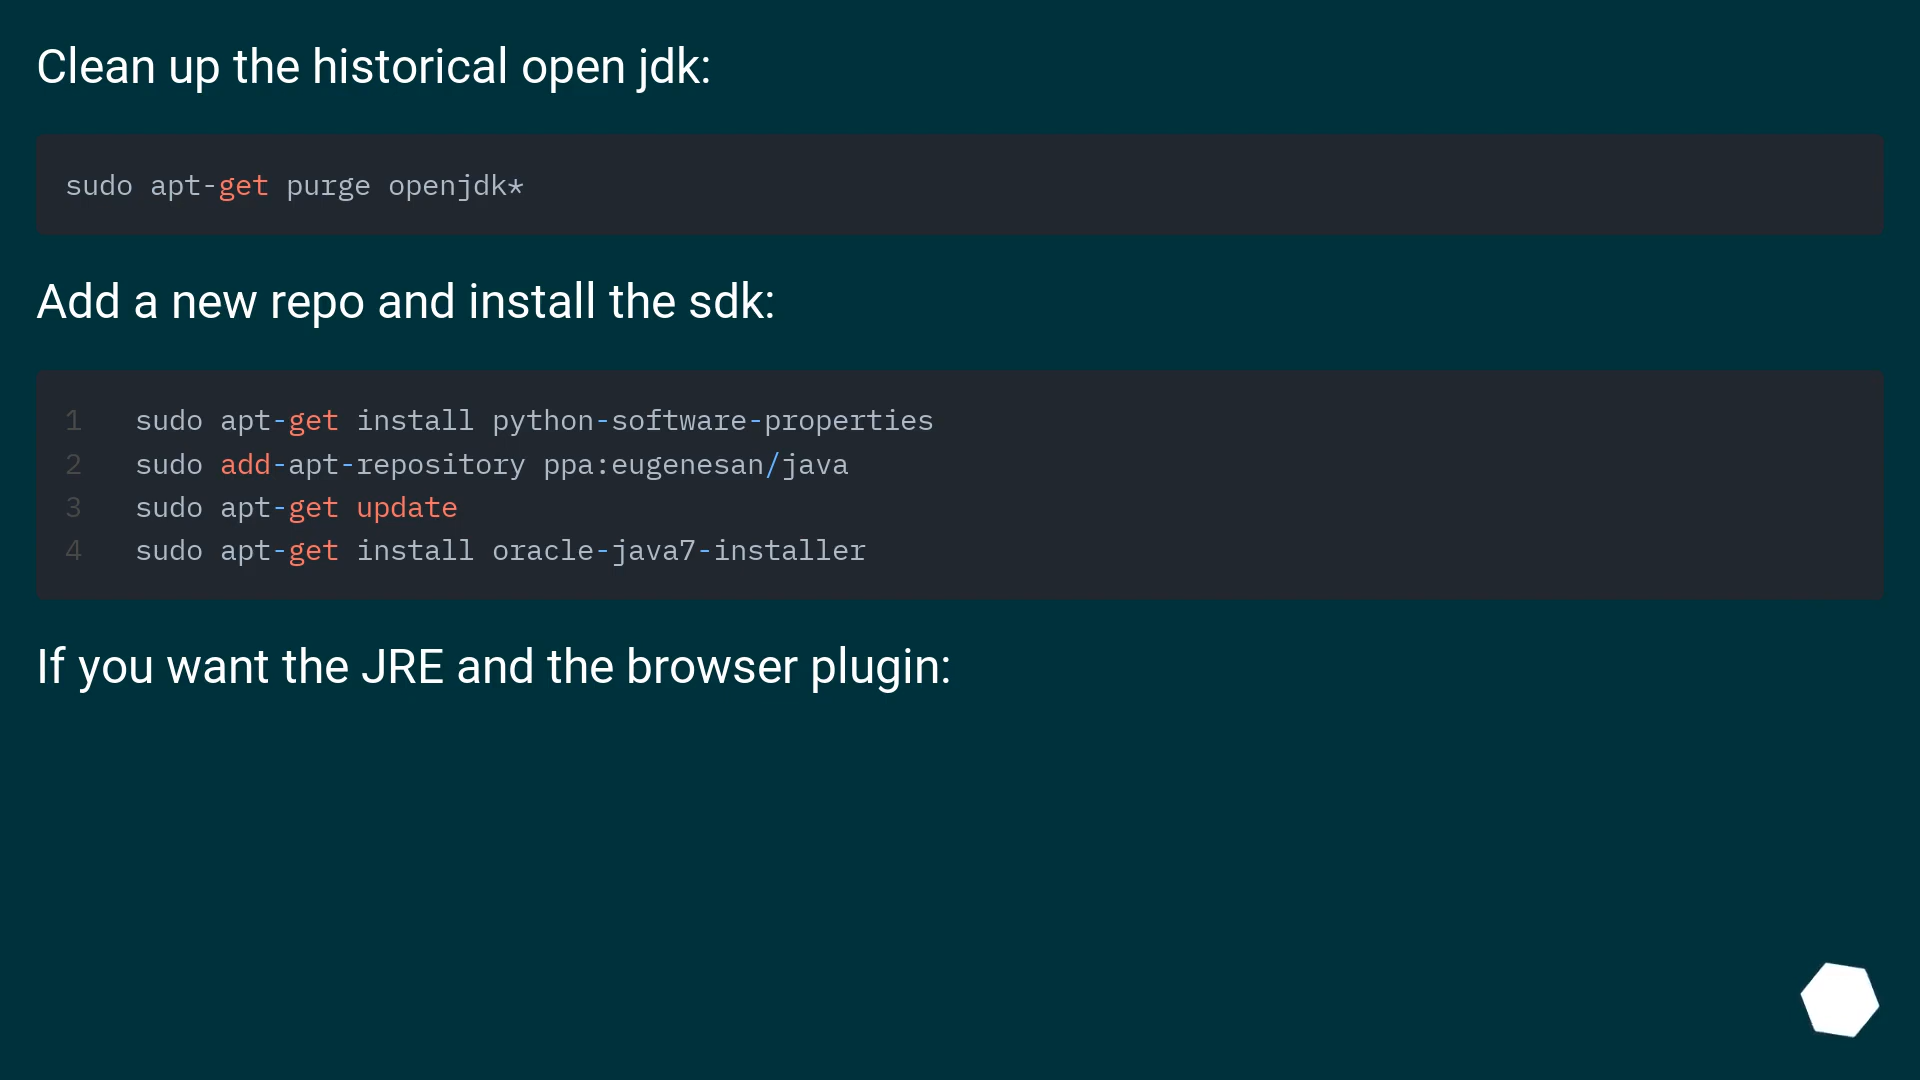 Clean up the historical open jdk:
sudo apt-get purge openjdk*
Add a new repo and install the sdk:
1 sudo apt-get install python-software-properties
2 sudo add-apt-repository ppa:eugenesan/java
3 sudo apt-get update
4 sudo apt-get install oracle-java7-installer
If you want the JRE and the browser plugin: